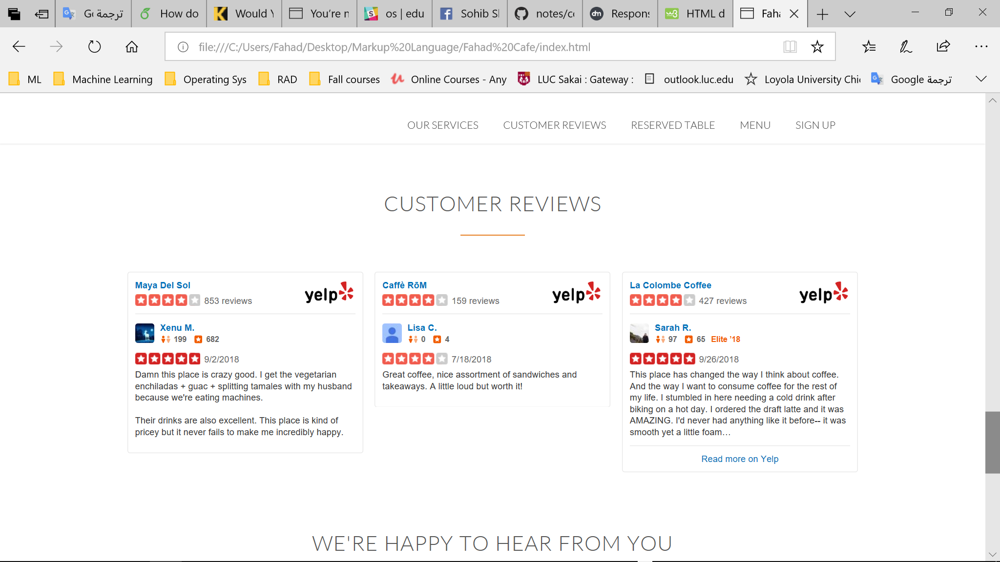 Gc ترجمة
How do
Would Y
You're n
os | edu
Sohib Sl
notes/cc
Respons
HTML d
Faha
file:///C:/Users/Fahad/Desktop/Markup%20Language/Fahad%20Cafe/index.html
ML
Machine Learning
Operating Sys
RAD
Fall courses
Online Courses - Any
LUC Sakai : Gateway :
outlook.luc.edu
Loyola University Chi
Google ترجمة
OUR SERVICES
CUSTOMER REVIEWS
RESERVED TABLE
MENU
SIGN UP
CUSTOMER REVIEWS
Maya Del Sol
853 reviews
yelp
Xenu M.
199 682
9/2/2018
Damn this place is crazy good. I get the vegetarian
enchiladas + guac + splitting tamales with my husband
because we're eating machines.
Their drinks are also excellent. This place is kind of
pricey but it never fails to make me incredibly happy.
Caffè RōM
159 reviews
yelp
Lisa C.
0 4
7/18/2018
Great coffee, nice assortment of sandwiches and
takeaways. A little loud but worth it!
La Colombe Coffee
427 reviews
yelp
Sarah R.
97 65 Elite ’18
9/26/2018
This place has changed the way I think about coffee.
And the way I want to consume coffee for the rest of
my life. I stumbled in here needing a cold drink after
biking on a hot day. I ordered the draft latte and it was
AMAZING. I'd never had anything like it before-- it was
smooth yet a little foam…
Read more on Yelp
WE'RE HAPPY TO HEAR FROM YOU